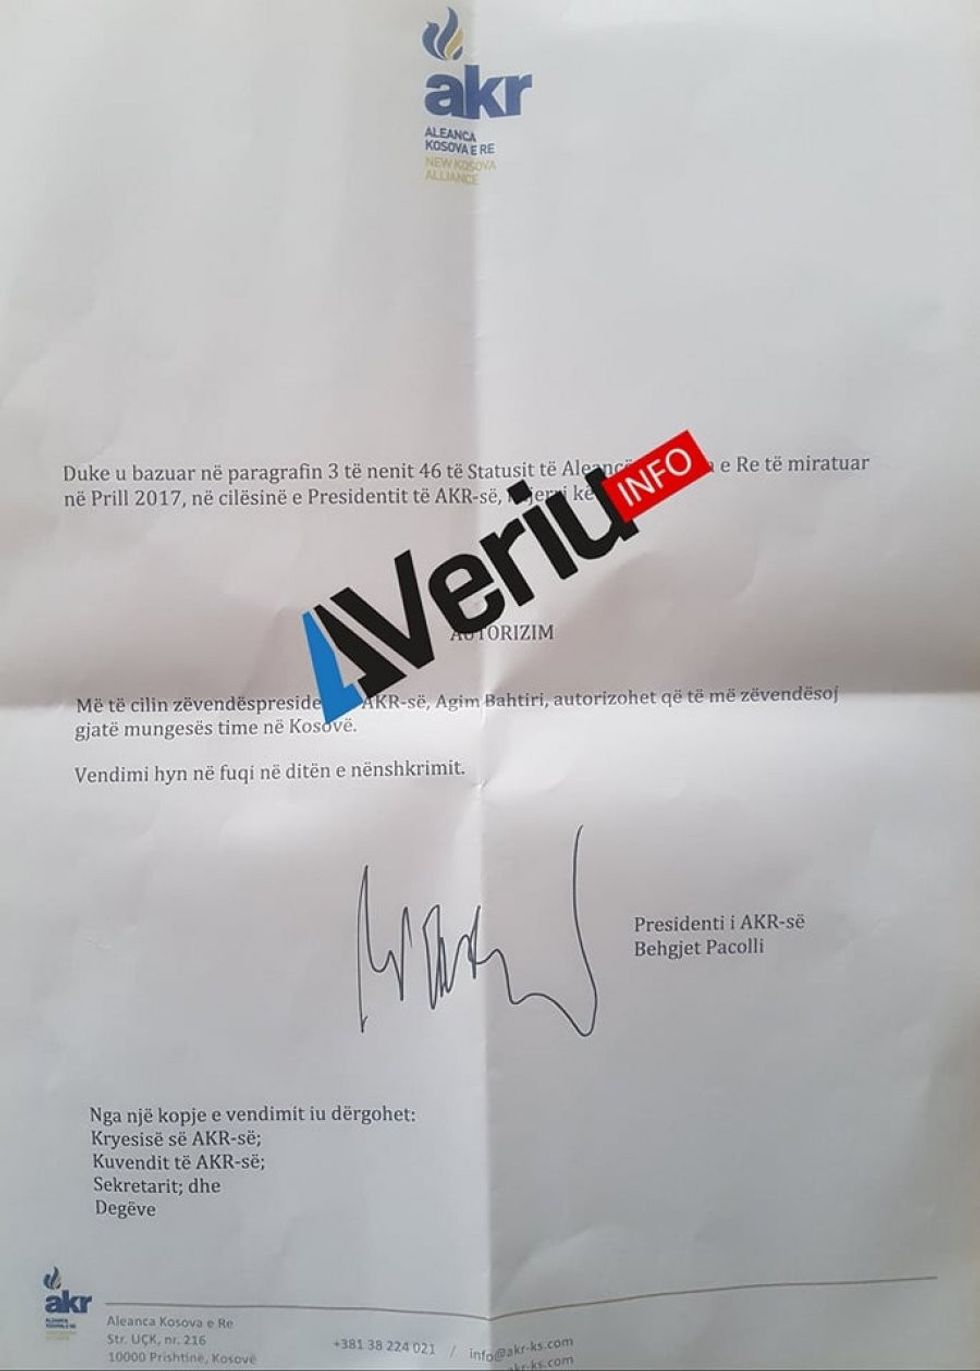 akr
ALEANCA
KOSOVA E RE
NEW KOSOVA
ALLIANCE
Duke u bazuar në paragrafin 3 të nenit 46 të Statusit të e Re të miratuar
në Prill 2017, në cilësinë e Presidentit të AKR-së,
Veriu
INFO
AUTORIZIM
Më të cilin AKR-së, Agim Bahtiri, autorizohet që të më zëvendësoj
gjatë mungesës time në Kosovë.
Vendimi hyn në fuqi në ditën e nënshkrimit.
Presidenti i AKR-së
Behgjet Pacolli
Nga një kopje e vendimit iu dërgohet:
Kryesisë së AKR-së;
Kuvendit të AKR-së;
Sekretarit; dhe
Degëve
akr
Aleanca Kosova e Re
Str. UÇK, nr. 216
10000 Prishtinë, Kosovë
+381 38 224 021 / info@akr-ks.com
akr-ks.com